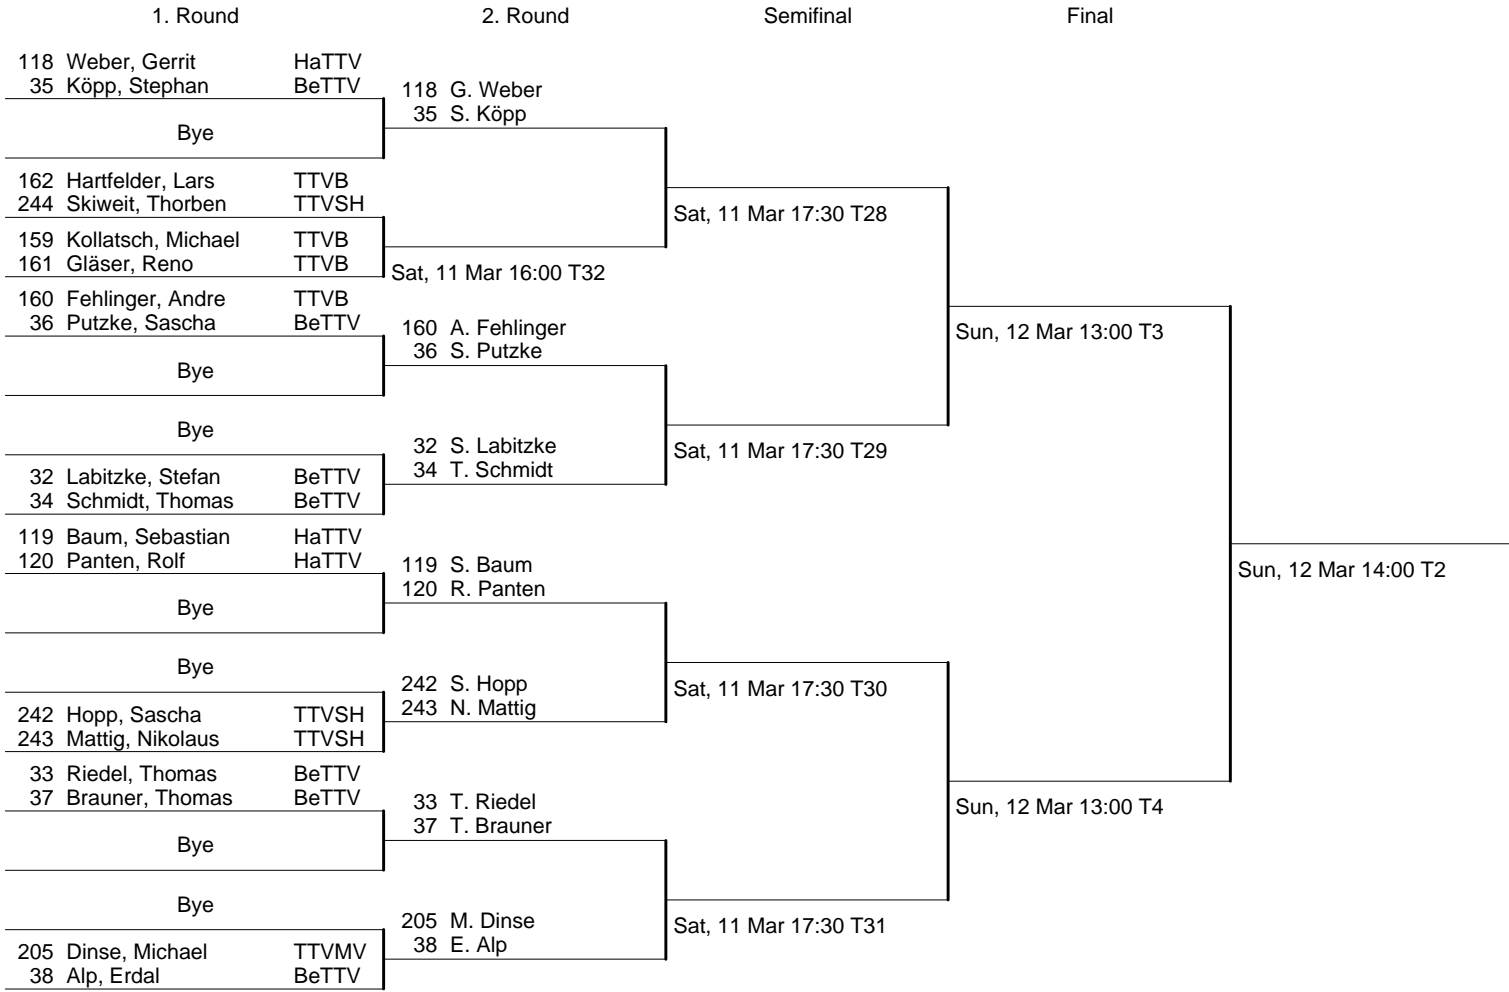 1. Round 2. Round Semifinal Final
118 Weber, Gerrit HaTTV
35 Köpp, Stephan BeTTV
118 G. Weber
35 S. Köpp
Bye
162 Hartfelder, Lars TTVB
244 Skiweit, Thorben TTVSH
Sat, 11 Mar 17:30 T28
159 Kollatsch, Michael TTVB
161 Gläser, Reno TTVB
Sat, 11 Mar 16:00 T32
160 Fehlinger, Andre TTVB
36 Putzke, Sascha BeTTV
160 A. Fehlinger
36 S. Putzke
Sun, 12 Mar 13:00 T3
Bye
Bye
32 S. Labitzke
34 T. Schmidt
Sat, 11 Mar 17:30 T29
32 Labitzke, Stefan BeTTV
34 Schmidt, Thomas BeTTV
119 Baum, Sebastian HaTTV
120 Panten, Rolf HaTTV
119 S. Baum
120 R. Panten
Sun, 12 Mar 14:00 T2
Bye
Bye
242 S. Hopp
243 N. Mattig
Sat, 11 Mar 17:30 T30
242 Hopp, Sascha TTVSH
243 Mattig, Nikolaus TTVSH
33 Riedel, Thomas BeTTV
37 Brauner, Thomas BeTTV
33 T. Riedel
37 T. Brauner
Sun, 12 Mar 13:00 T4
Bye
Bye
205 M. Dinse
38 E. Alp
Sat, 11 Mar 17:30 T31
205 Dinse, Michael TTVMV
38 Alp, Erdal BeTTV